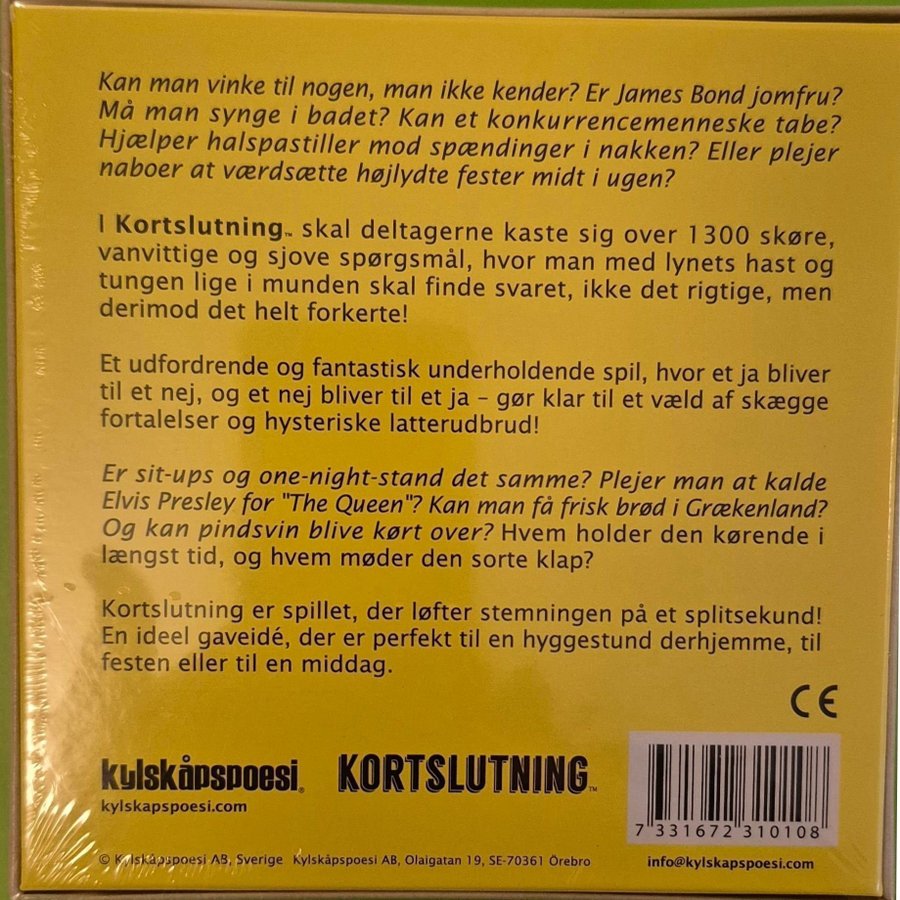 Kan man vinke til nogen, man ikke kender? Er James Bond jomfru?
Må man synge i badet? Kan et konkurrencemenneske tabe?
Hjælper halspastiller mod spændinger i nakken? Eller plejer
naboer at værdsætte højlydte fester midt i ugen?
I Kortslutning™ skal deltagerne kaste sig over 1300 skøre,
vanvittige og sjove spørgsmål, hvor man med lynets hast og
tungen lige i munden skal finde svaret, ikke det rigtige, men
derimod det helt forkerte!
Et udfordrende og fantastisk underholdende spil, hvor et ja bliver
til et nej, og et nej bliver til et ja – gør klar til et væld af skægge
fortalelser og hysteriske latterudbrud!
Er sit-ups og one-night-stand det samme? Plejer man at kalde
Elvis Presley for "The Queen"? Kan man få frisk brød i Grækenland?
Og kan pindsvin blive kørt over? Hvem holder den kørende i
længst tid, og hvem møder den sorte klap?
Kortslutning er spillet, der løfter stemningen på et splitsekund!
En ideel gaveidé, der er perfekt til en hyggestund derhjemme, til
festen eller til en middag.
CE
kylskåpspoesi® KORTSLUTNING™
kylskapspoesi.com
7 331672 310108
© Kylskåpspoesi AB, Sverige Kylskåpspoesi AB, Olaigatan 19, SE-70361 Örebro
info@kylskapspoesi.com